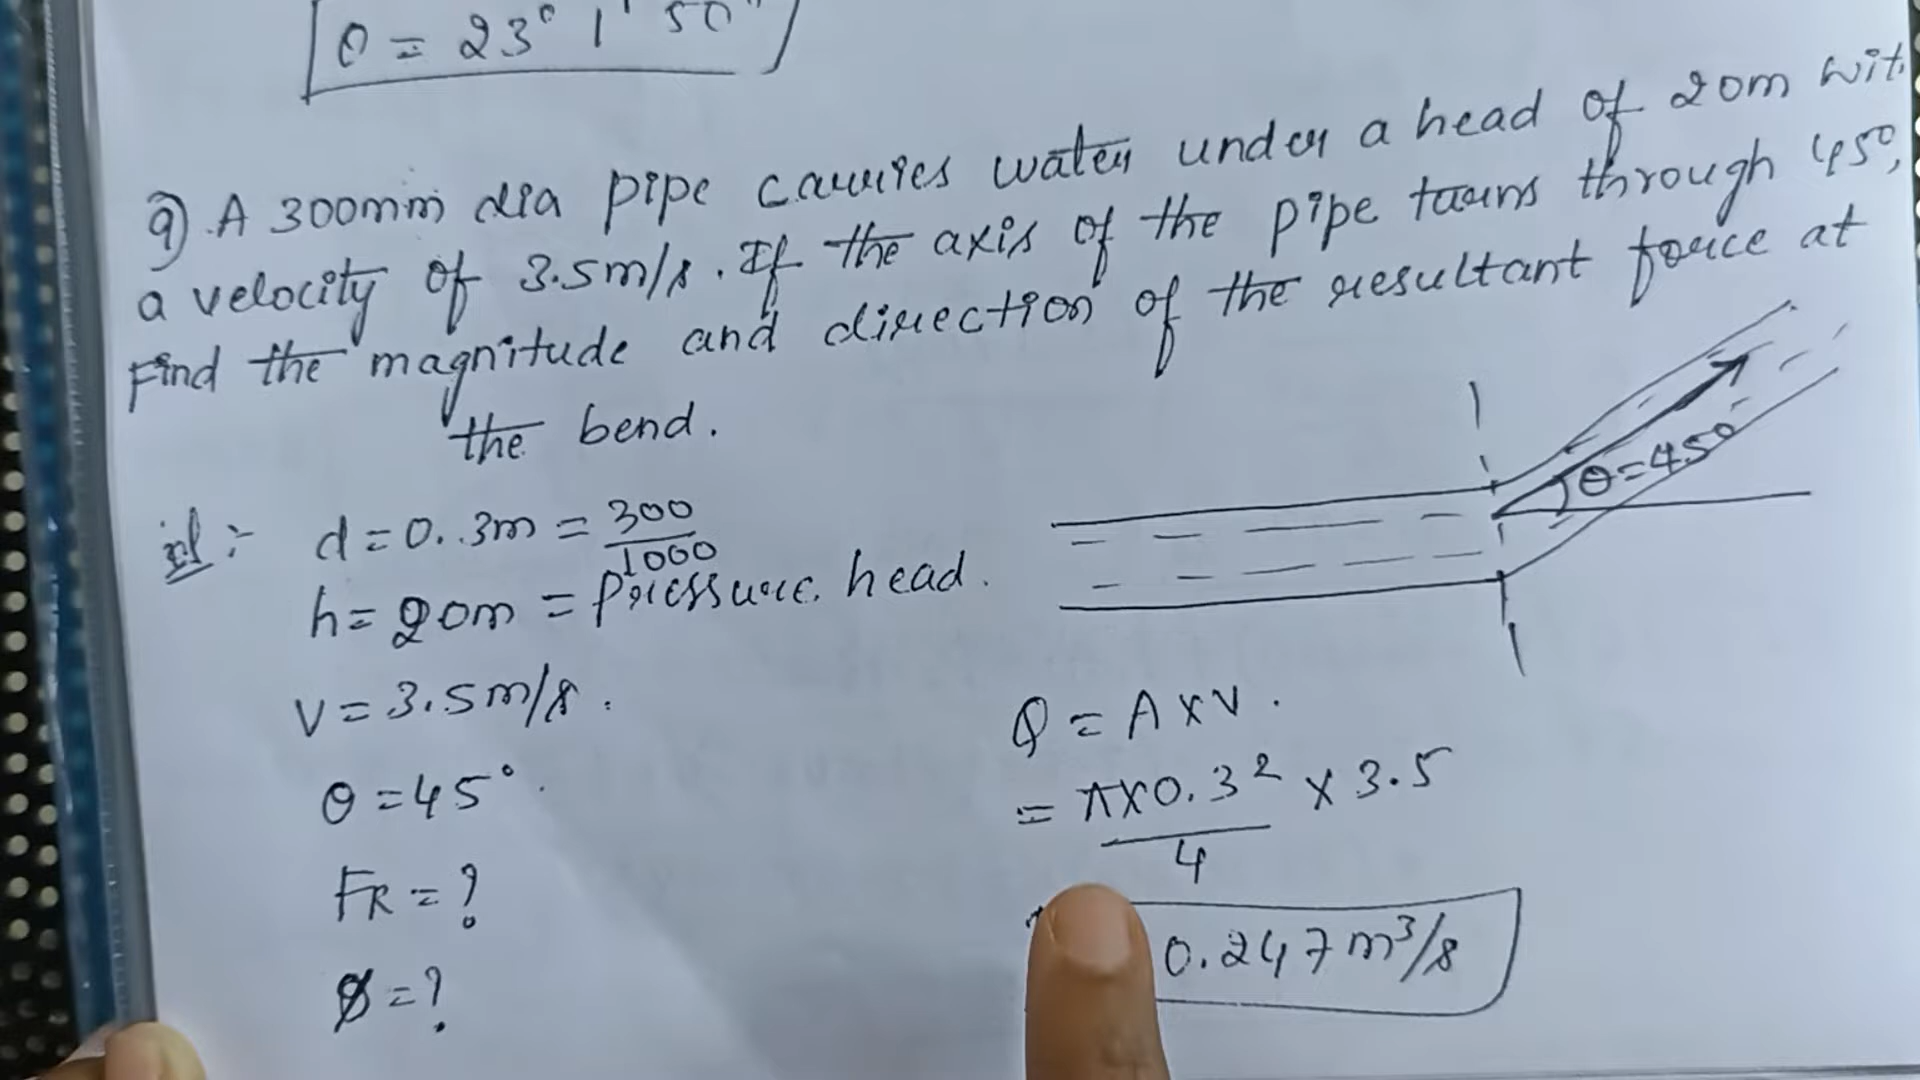 θ = 23° 1' 50"
9) A 300mm dia pipe carries water under a head of 20m wit
a velocity of 3.5m/s. If the axis of the pipe turns through 45°,
Find the magnitude and direction of the resultant force at
the bend.
θ=45°
d = 0.3m = 300/1000
h = 20m = Pressure head.
V = 3.5m/s.
θ = 45°.
FR = ?
Ø = ?
Q = A x V.
= π x 0.3² / 4 x 3.5
0.247 m³/s